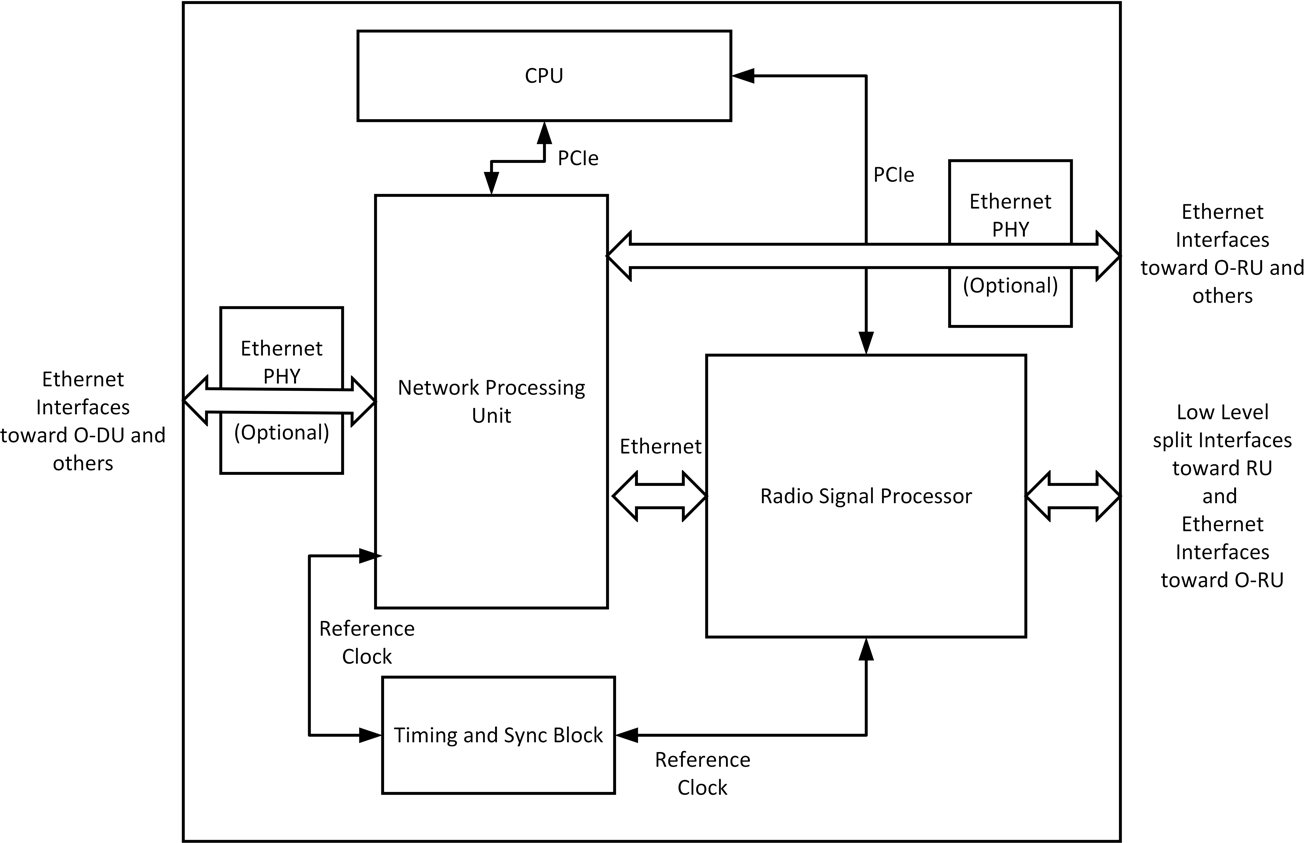 CPU
PCIe
PCIe
Ethernet
PHY
(Optional)
Ethernet
Interfaces
toward O-RU and
others
Ethernet
PHY
(Optional)
Ethernet
Interfaces
toward O-DU and
others
Network Processing
Unit
Ethernet
Radio Signal Processor
Low Level
split Interfaces
toward RU
and
Ethernet
Interfaces
toward O-RU
Reference
Clock
Timing and Sync Block
Reference
Clock